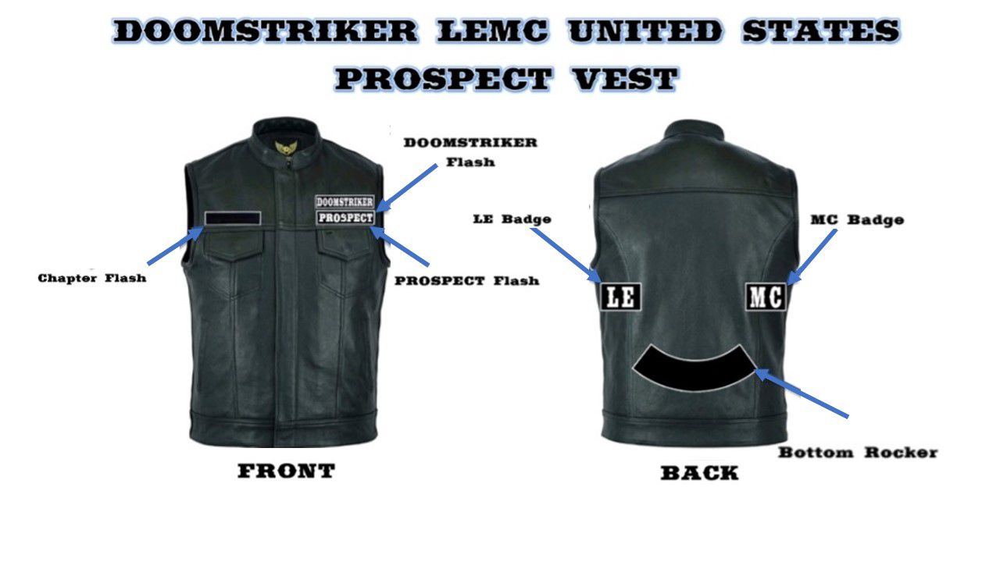 DOOMSTRIKER LEMC UNITED STATES
PROSPECT VEST
DOOMSTRIKER
Flash
DOOMSTRIKER
PROSPECT
Chapter Flash
PROSPECT Flash
FRONT
LE Badge
MC Badge
LE
MC
Bottom Rocker
BACK